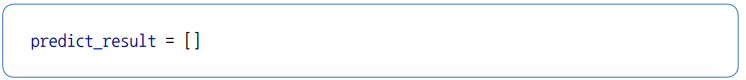 predict_result = []